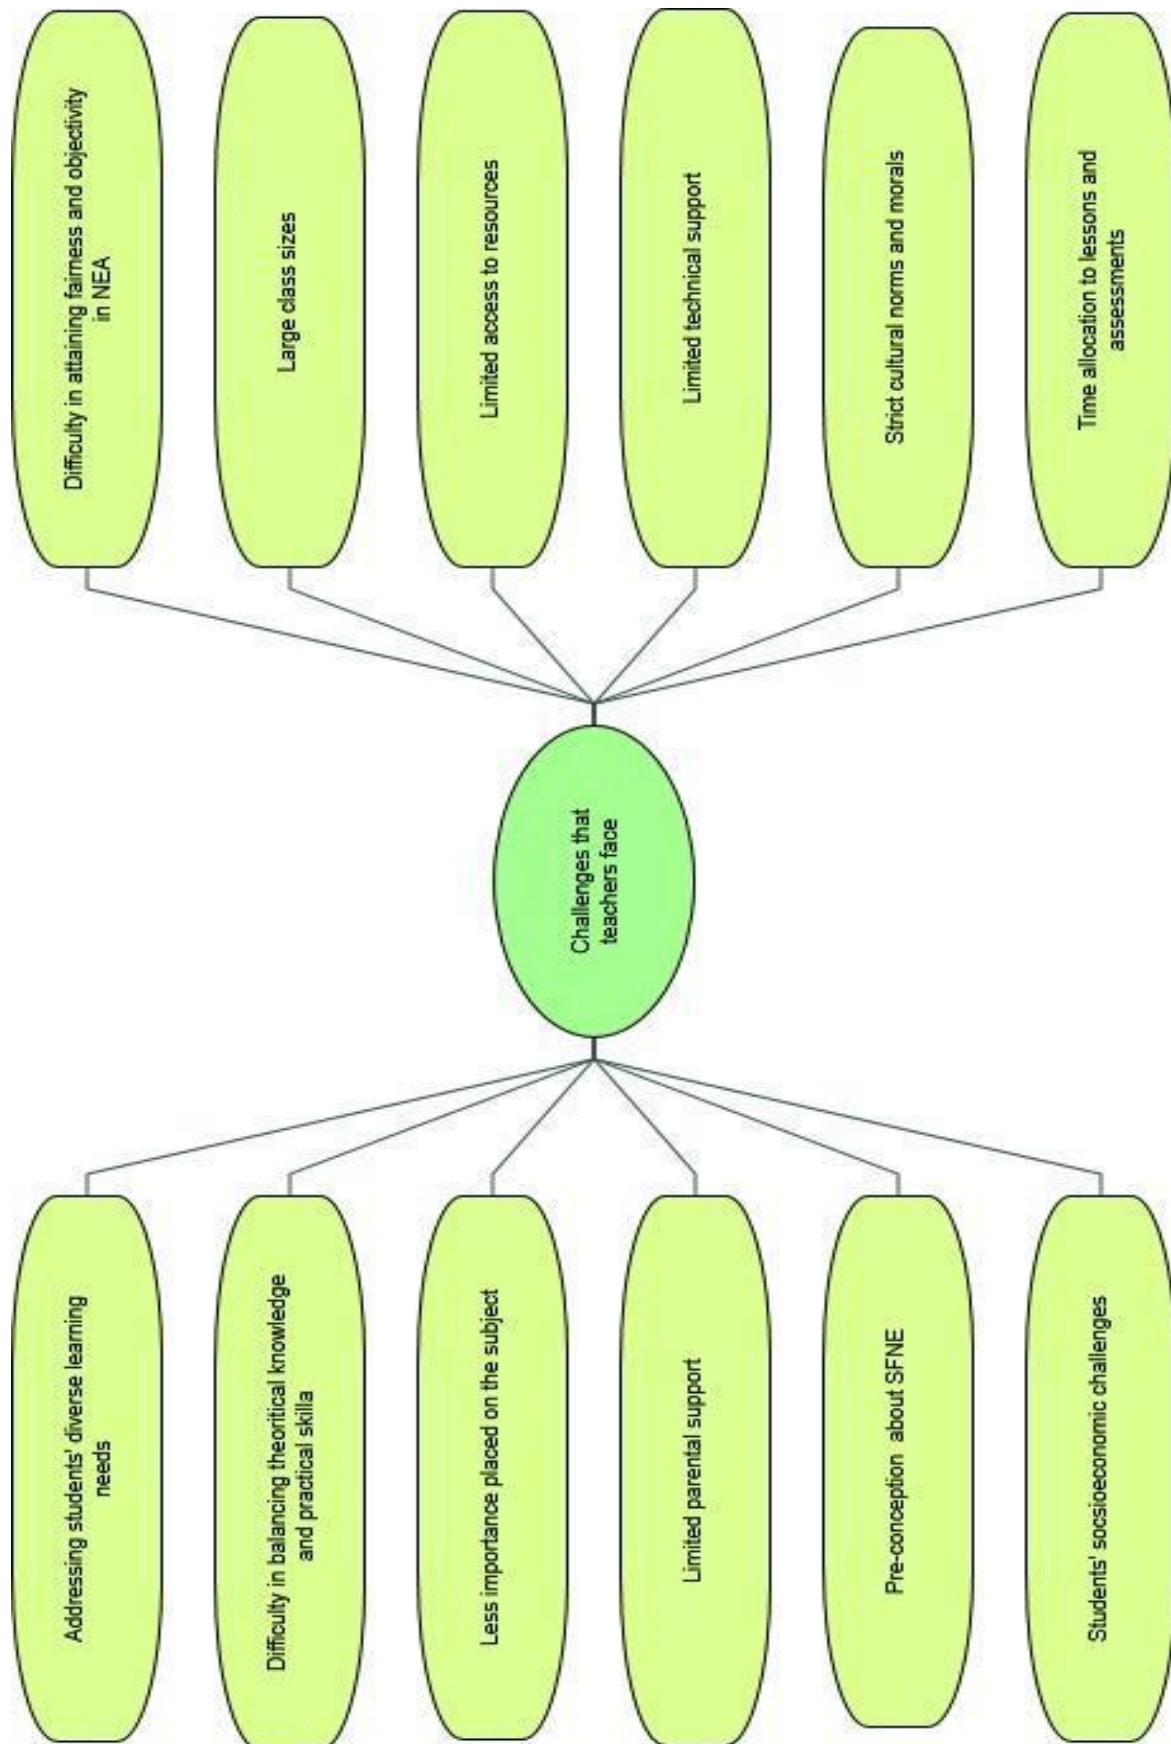 Addressing students' diverse learning
needs
Difficulty in balancing theoritical knowledge
and practical skilla
Less importance placed on the subject
Limited parental support
Pre-conception about SFNE
Students' socsioeconomic challenges
Challenges that
teachers face
Difficulty in attaining fairness and objectivity
in NEA
Large class sizes
Limited access to resources
Limited technical support
Strict cultural norms and morals
Time allocation to lessons and
assessments